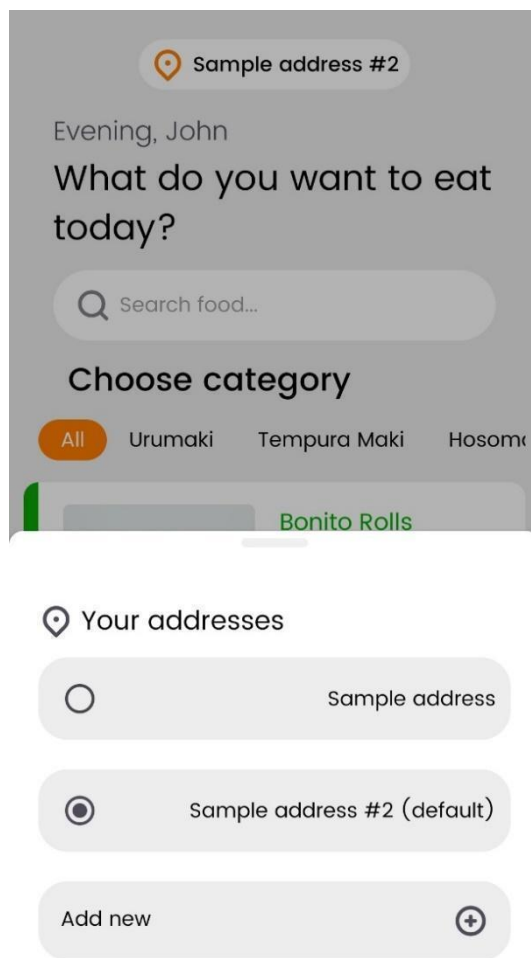 Sample address #2
Evening, John
What do you want to eat
today?
Search food...
Choose category
All Urumaki Tempura Maki Hosom
Bonito Rolls
Your addresses
Sample address
Sample address #2 (default)
Add new